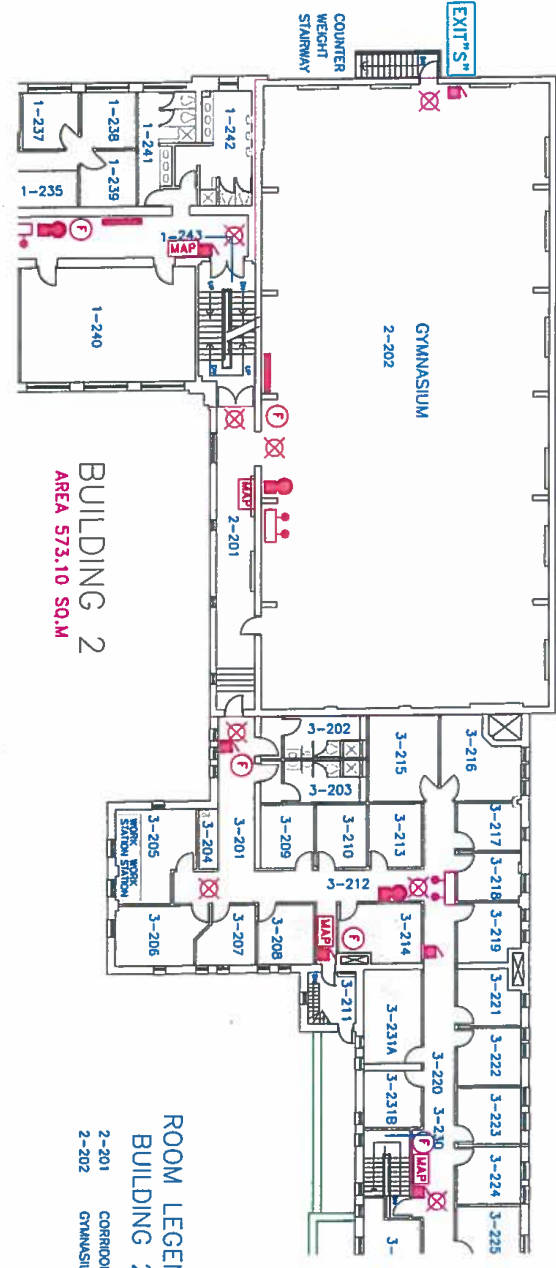 EXIT"S"
COUNTER
WEIGHT
STAIRWAY
GYMNASIUM
2-202
1-237
1-238
1-241
1-242
1-239
1-235
F
1-243
MAP
1-240
F
MAP
2-201
BUILDING 2
AREA 573.10 SQ.M
3-202
3-203
3-215
3-216
F
3-201
3-204
3-209
3-210
3-213
3-217
3-218
3-205
WORK STATION
WORK STATION
3-212
3-206
3-207
3-208
MAP
F
3-214
3-219
3-211
3-231A
3-221
3-220
3-222
3-231B
3-230
3-223
F
MAP
3-224
3-
3-225
ROOM LEGEN
BUILDING 2
2-201 CORRIDO
2-202 GYMNASI